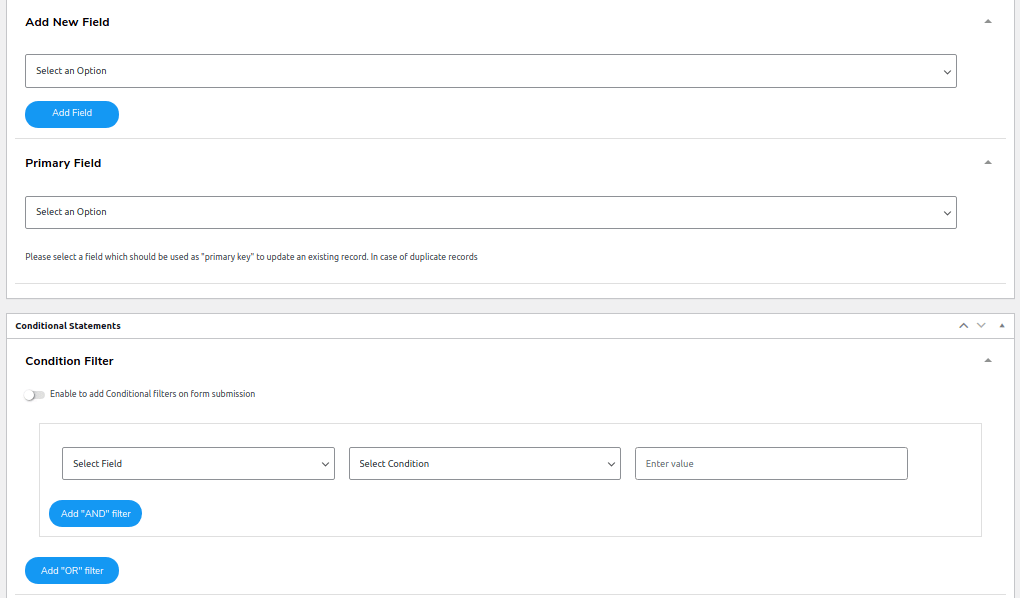 Add New Field
Select an Option
Add Field
Primary Field
Select an Option
Please select a field which should be used as "primary key" to update an existing record. In case of duplicate records
Conditional Statements
Condition Filter
Enable to add Conditional filters on form submission
Select Field
Select Condition
Enter value
Add "AND" filter
Add "OR" filter